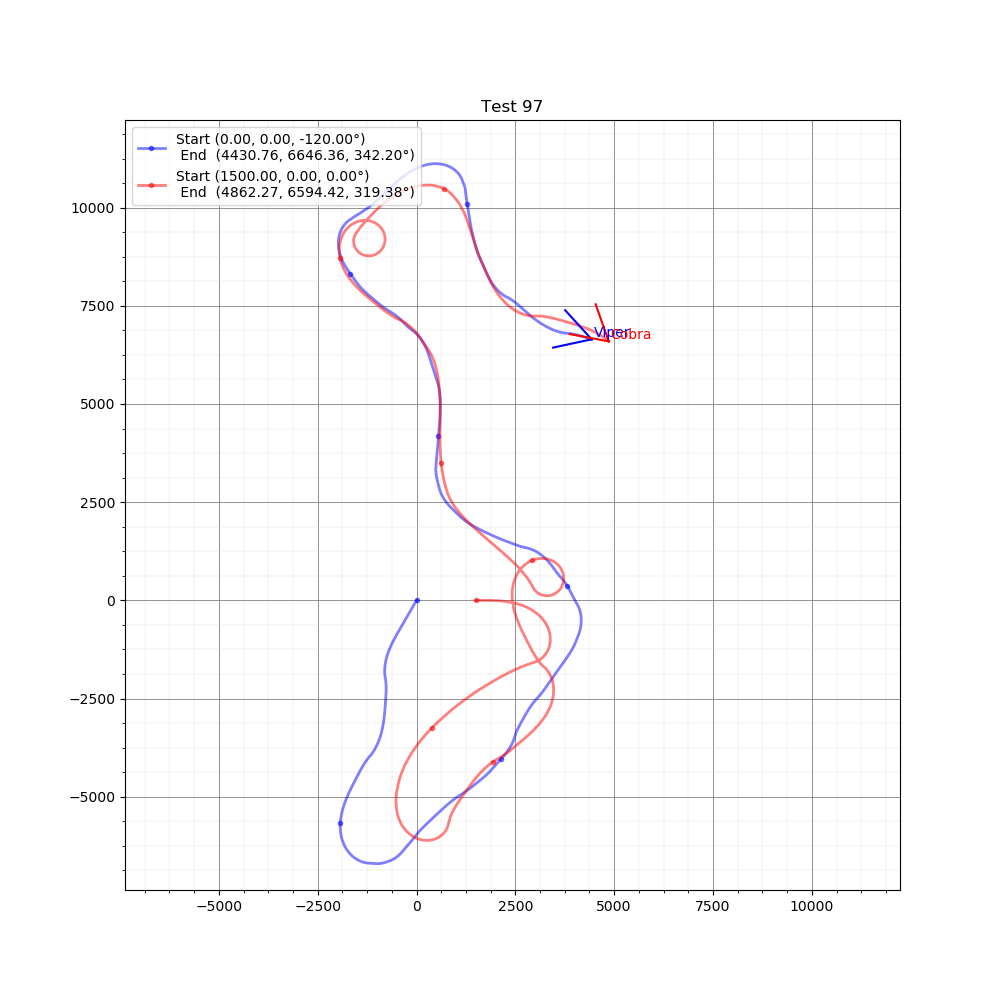 Test 97
Start (0.00, 0.00, -120.00°)
End  (4430.76, 6646.36, 342.20°)
Start (1500.00, 0.00, 0.00°)
End  (4862.27, 6594.42, 319.38°)
10000
7500
Viper
Cobra
5000
2500
0
−2500
−5000
−5000
−2500
0
2500
5000
7500
10000